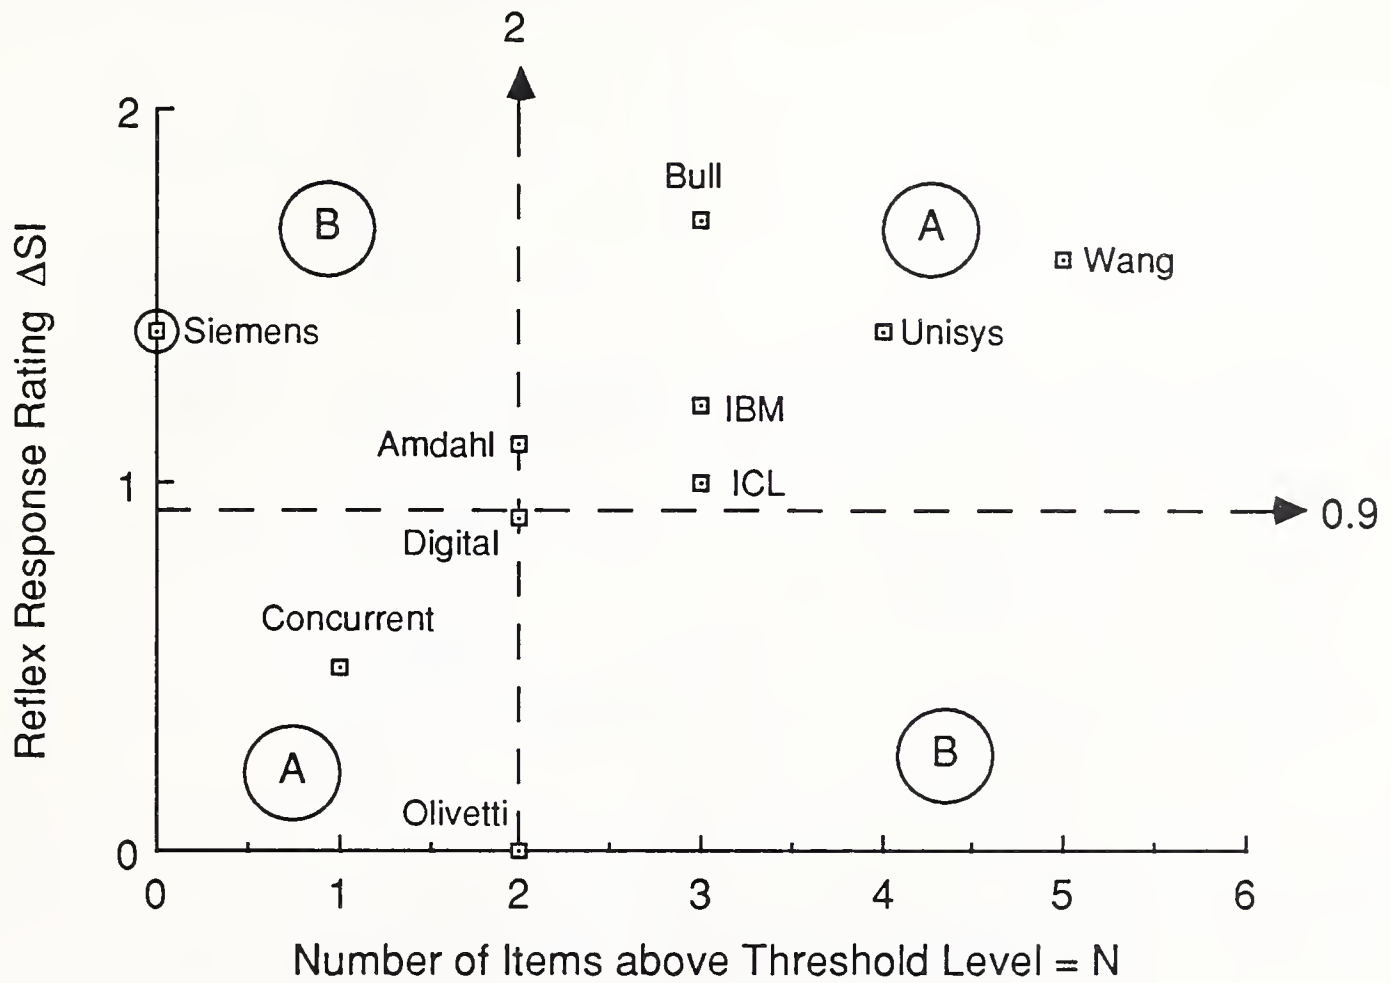 2
2
Bull
B
A
Wang
Siemens
Unisys
IBM
Amdahl
1
ICL
0.9
Digital
Concurrent
A
B
Olivetti
0
0
1
2
3
4
5
6
Reflex Response Rating ΔSI
Number of Items above Threshold Level = N